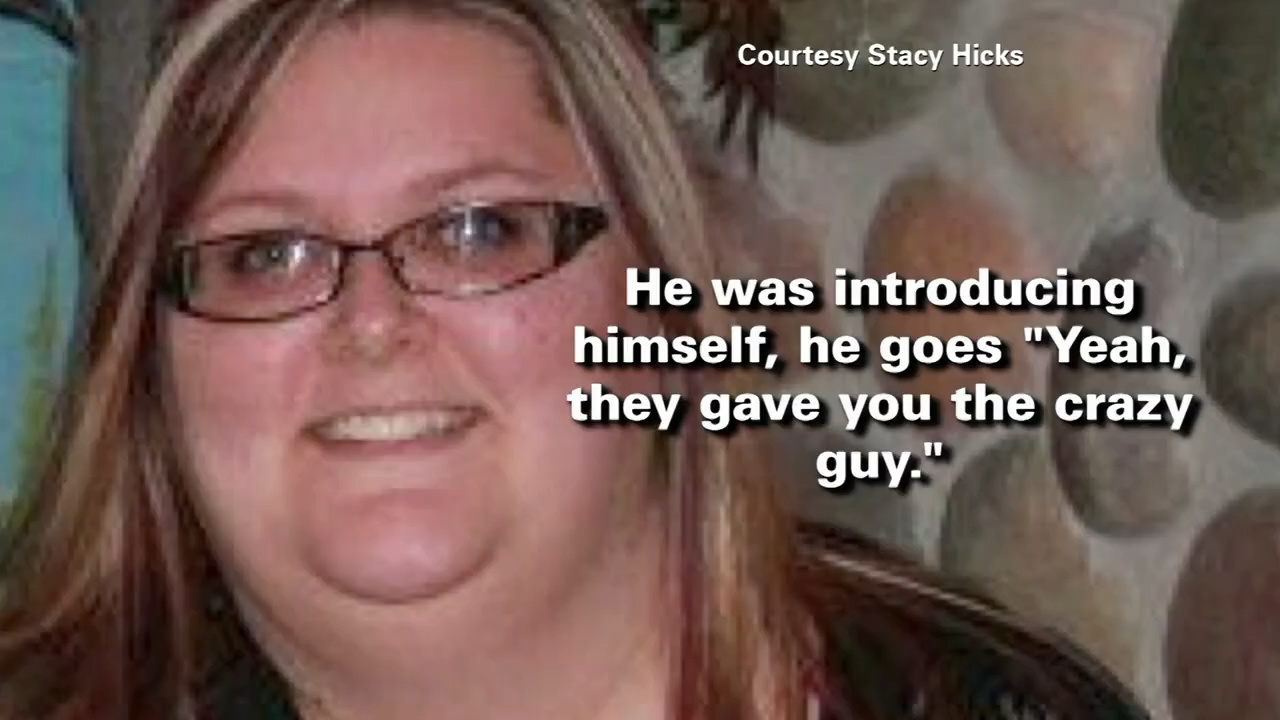 Courtesy Stacy Hicks
He was introducing
himself, he goes "Yeah,
they gave you the crazy
guy."